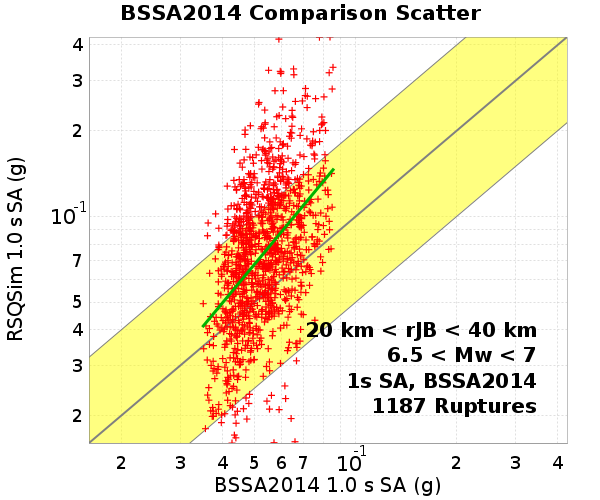 BSSA2014 Comparison Scatter
RSQSim 1.0 s SA (g)
4
3
2
10^-1
7
5
4
3
2
20 km < rJB < 40 km
6.5 < Mw < 7
1s SA, BSSA2014
1187 Ruptures
2 3 4 5 6 7 10^-1 2 3 4
BSSA2014 1.0 s SA (g)